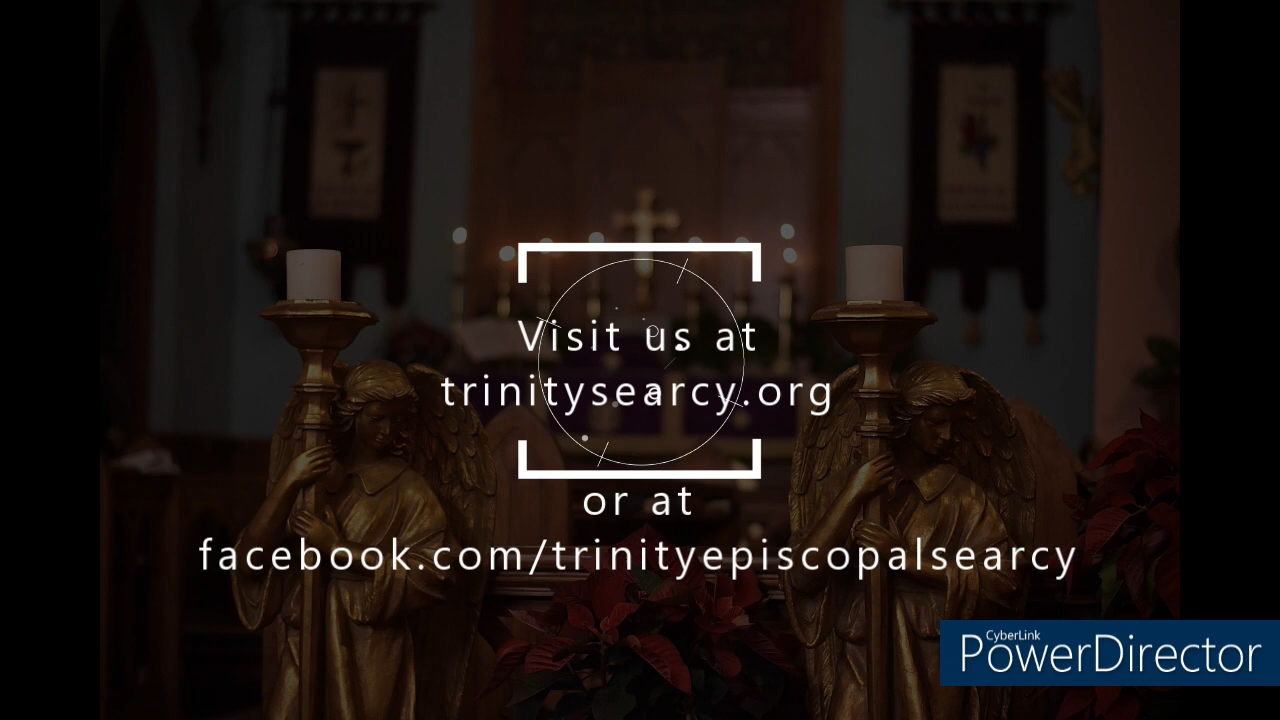 Visit us at
trinitysearcy.org
or at
facebook.com/trinityepiscopalsearcy
CyberLink
PowerDirector